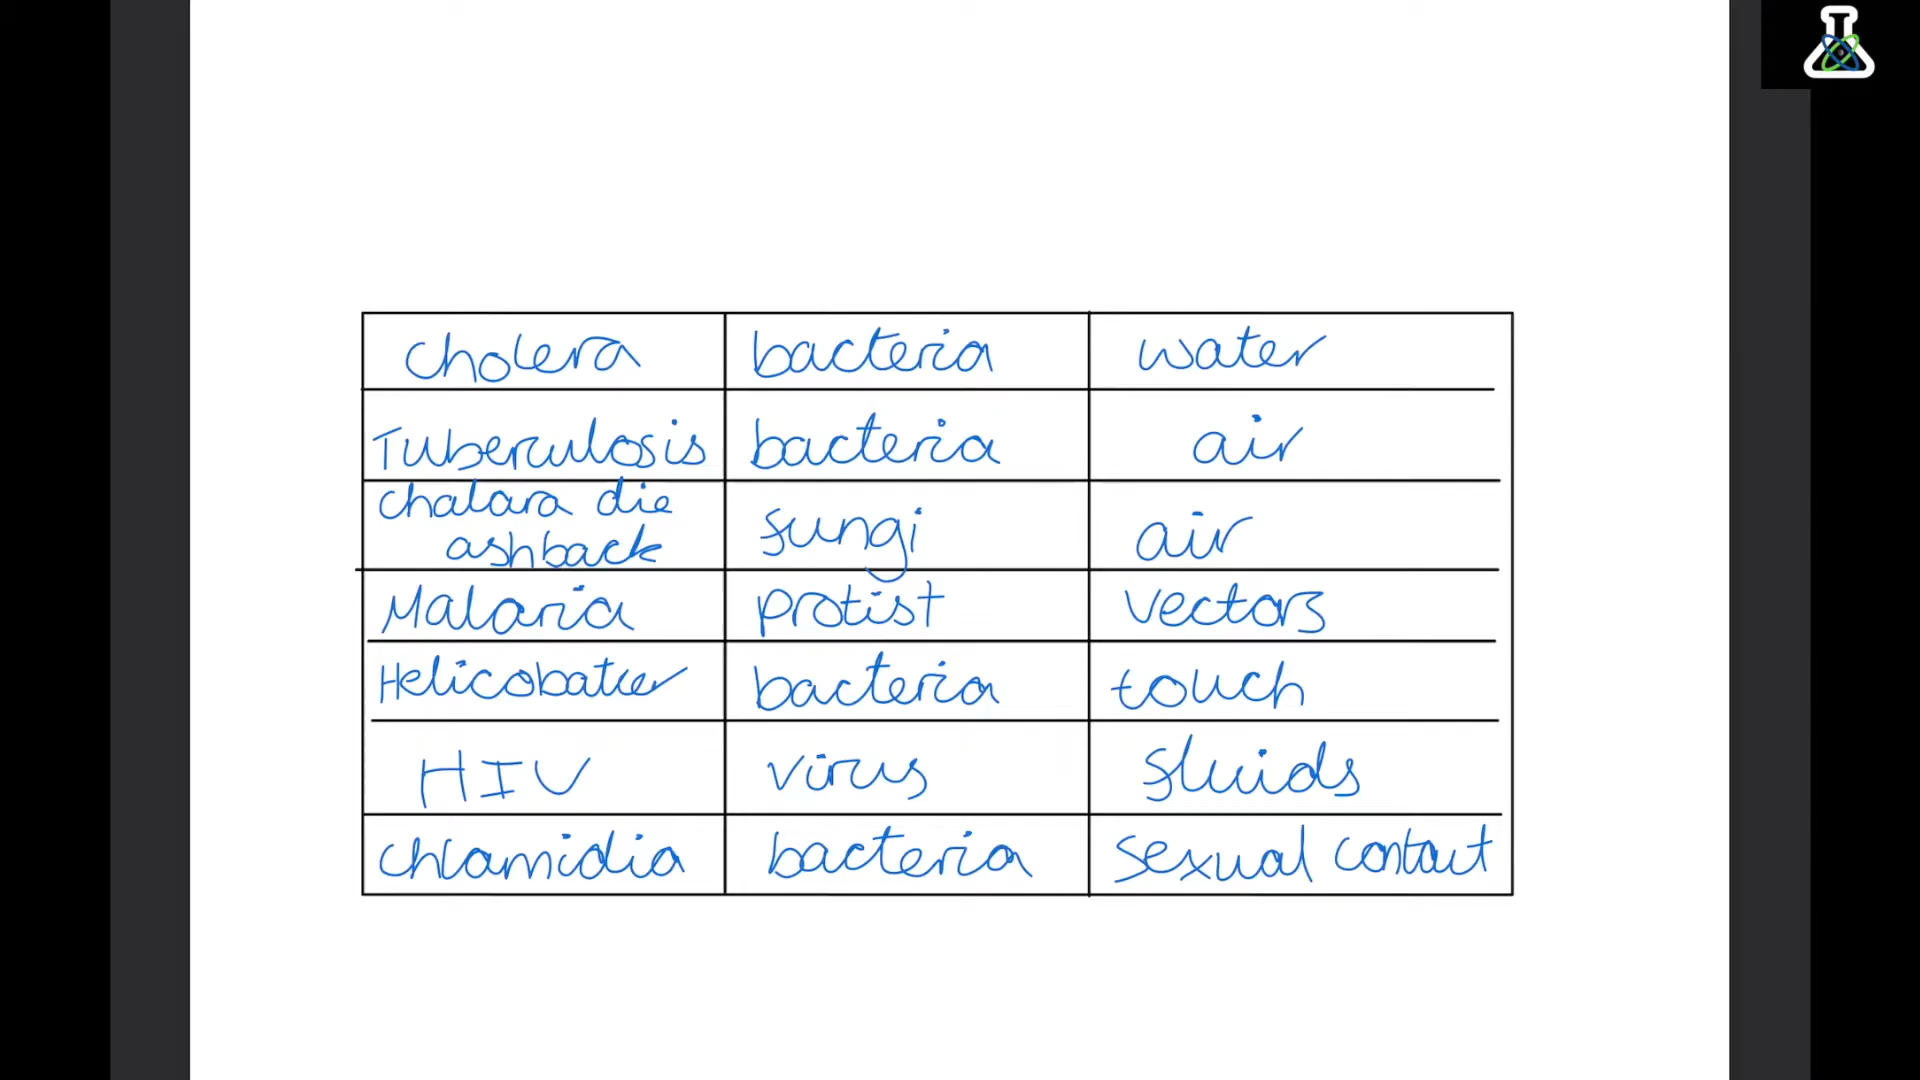 cholera bacteria water
Tuberculosis bacteria air
chalara die
ashback fungi air
Malaria protist vectors
Helicobater bacteria touch
HIV virus fluids
chlamidia bacteria sexual contact